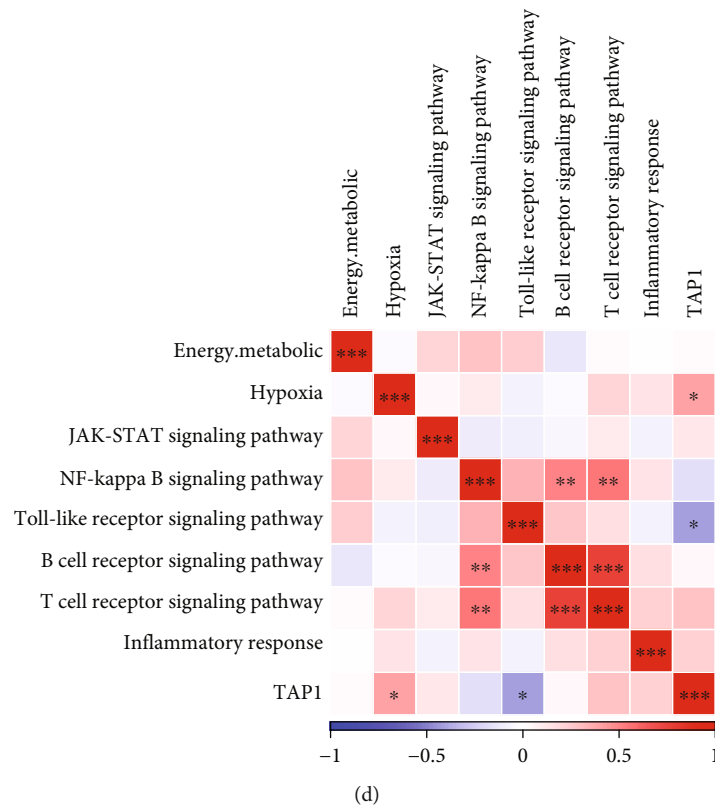 Energy.metabolic
Hypoxia
JAK-STAT signaling pathway
NF-kappa B signaling pathway
Toll-like receptor signaling pathway
B cell receptor signaling pathway
T cell receptor signaling pathway
Inflammatory response
TAP1
Energy.metabolic ***
Hypoxia *** *
JAK-STAT signaling pathway ***
NF-kappa B signaling pathway *** ** **
Toll-like receptor signaling pathway *** *
B cell receptor signaling pathway ** *** ***
T cell receptor signaling pathway ** *** ***
Inflammatory response ***
TAP1 * * ***
−1 −0.5 0 0.5 1
(d)